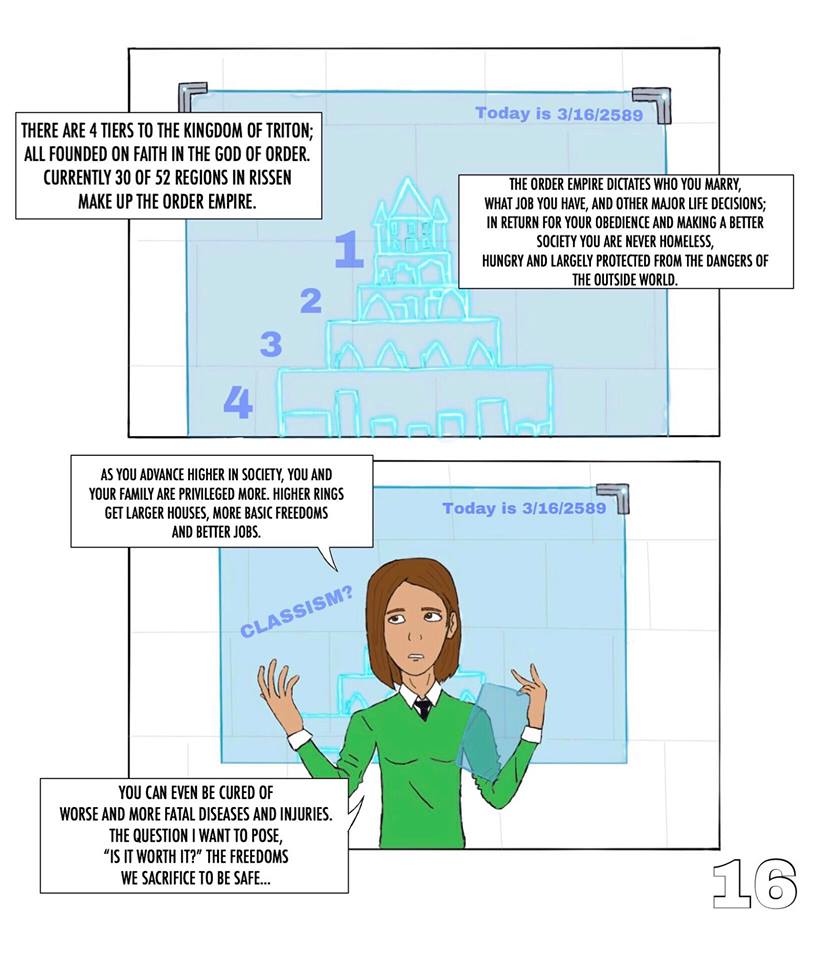 Today is 3/16/2589
THERE ARE 4 TIERS TO THE KINGDOM OF TRITON;
ALL FOUNDED ON FAITH IN THE GOD OF ORDER.
CURRENTLY 30 OF 52 REGIONS IN RISSEN
MAKE UP THE ORDER EMPIRE.
THE ORDER EMPIRE DICTATES WHO YOU MARRY,
WHAT JOB YOU HAVE, AND OTHER MAJOR LIFE DECISIONS;
IN RETURN FOR YOUR OBEDIENCE AND MAKING A BETTER
SOCIETY YOU ARE NEVER HOMELESS,
HUNGRY AND LARGELY PROTECTED FROM THE DANGERS OF
THE OUTSIDE WORLD.
1
2
3
4
AS YOU ADVANCE HIGHER IN SOCIETY, YOU AND
YOUR FAMILY ARE PRIVILEGED MORE. HIGHER RINGS
GET LARGER HOUSES, MORE BASIC FREEDOMS
AND BETTER JOBS.
Today is 3/16/2589
CLASSISM?
YOU CAN EVEN BE CURED OF
WORSE AND MORE FATAL DISEASES AND INJURIES.
THE QUESTION I WANT TO POSE,
“IS IT WORTH IT?” THE FREEDOMS
WE SACRIFICE TO BE SAFE...
16